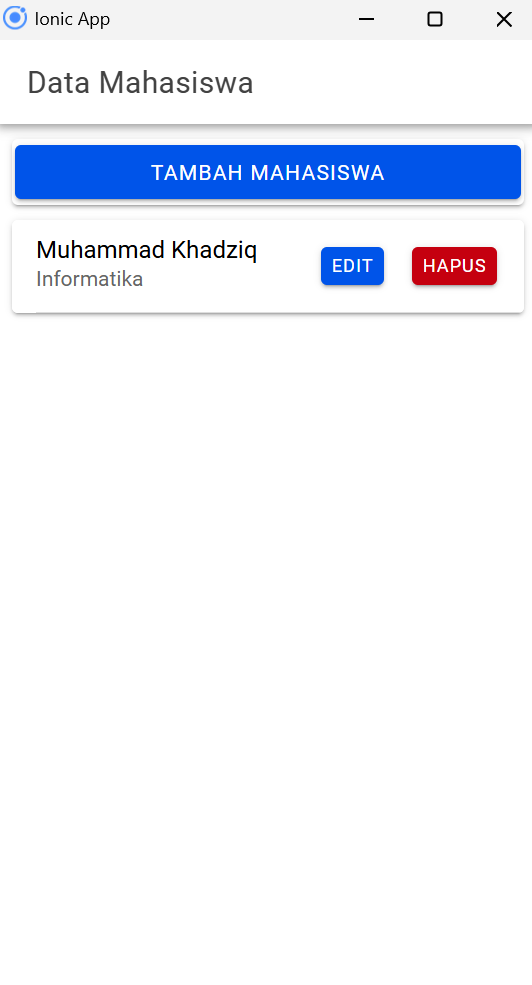 Ionic App
Data Mahasiswa
TAMBAH MAHASISWA
Muhammad Khadziq
Informatika
EDIT
HAPUS